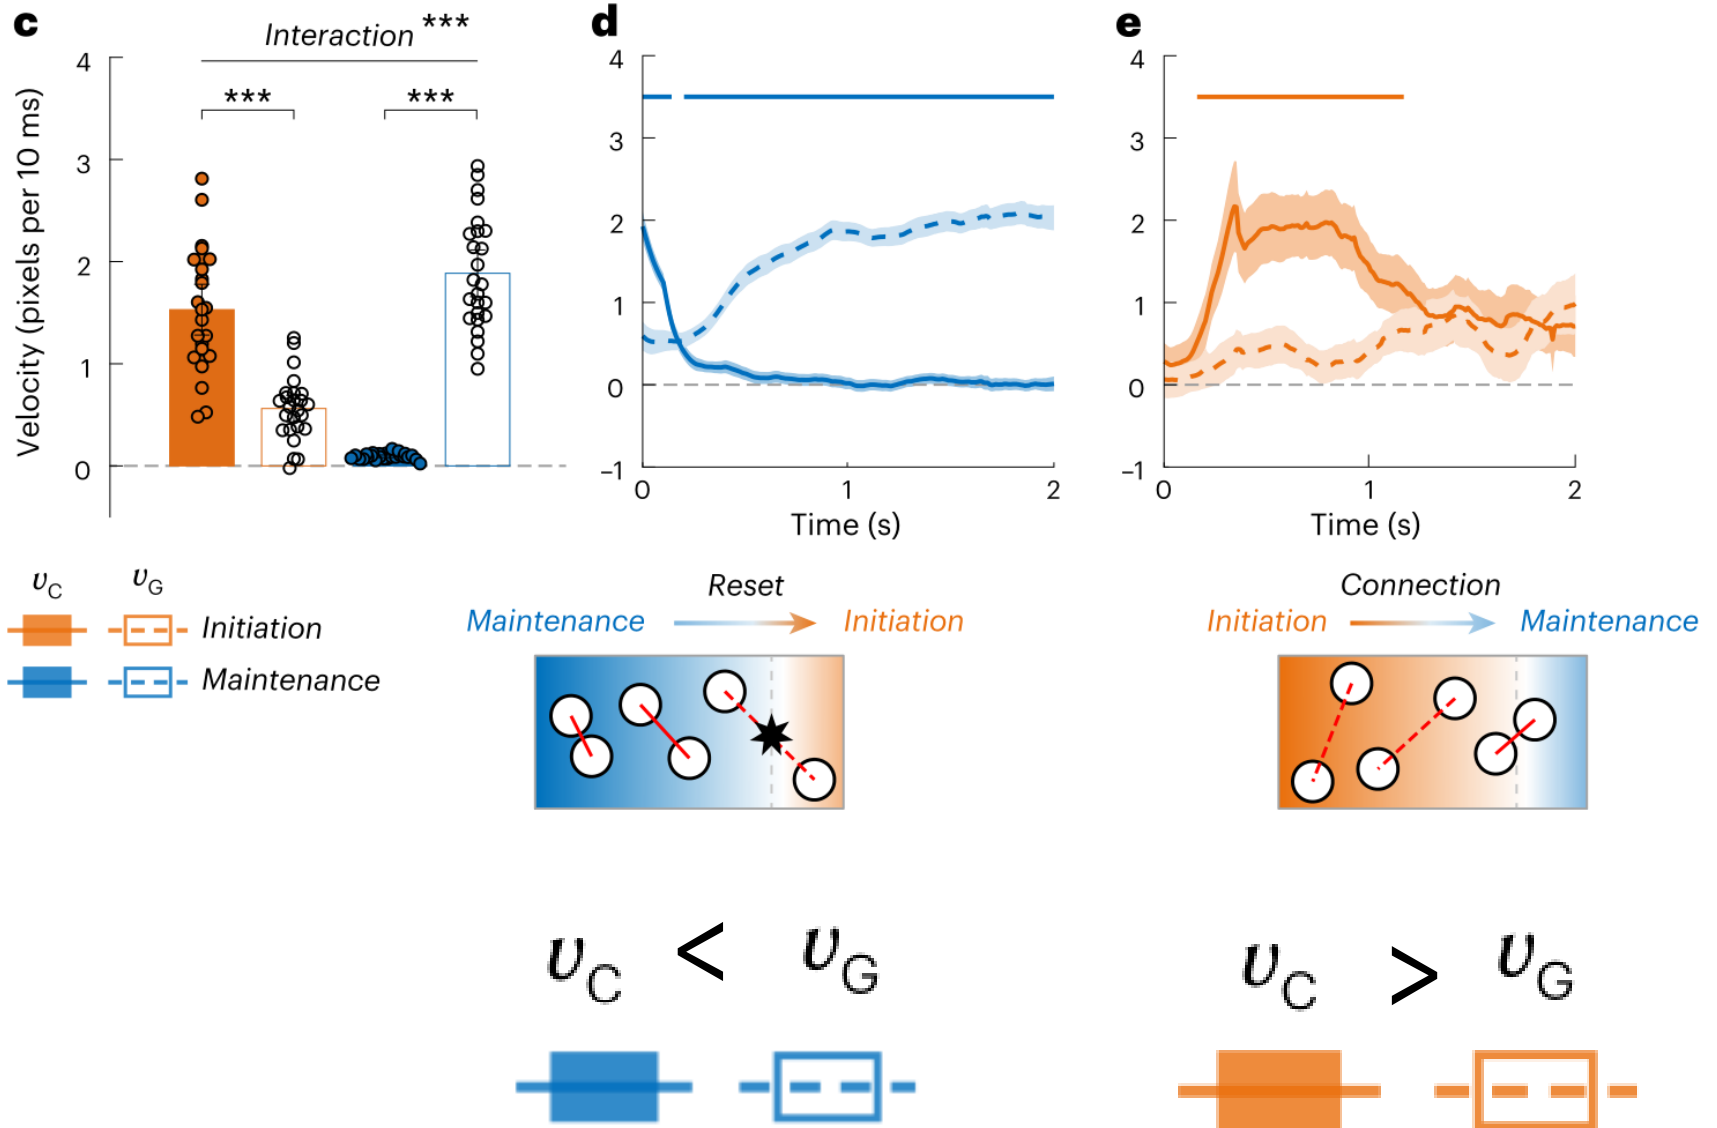 c
Interaction ***
***
***
Velocity (pixels per 10 ms)
4
3
2
1
0
d
4
3
2
1
0
–1
0
1
2
Time (s)
e
4
3
2
1
0
–1
0
1
2
Time (s)
υC υG
Initiation
Maintenance
Reset
Maintenance Initiation
Connection
Initiation Maintenance
υC < υG
υC > υG